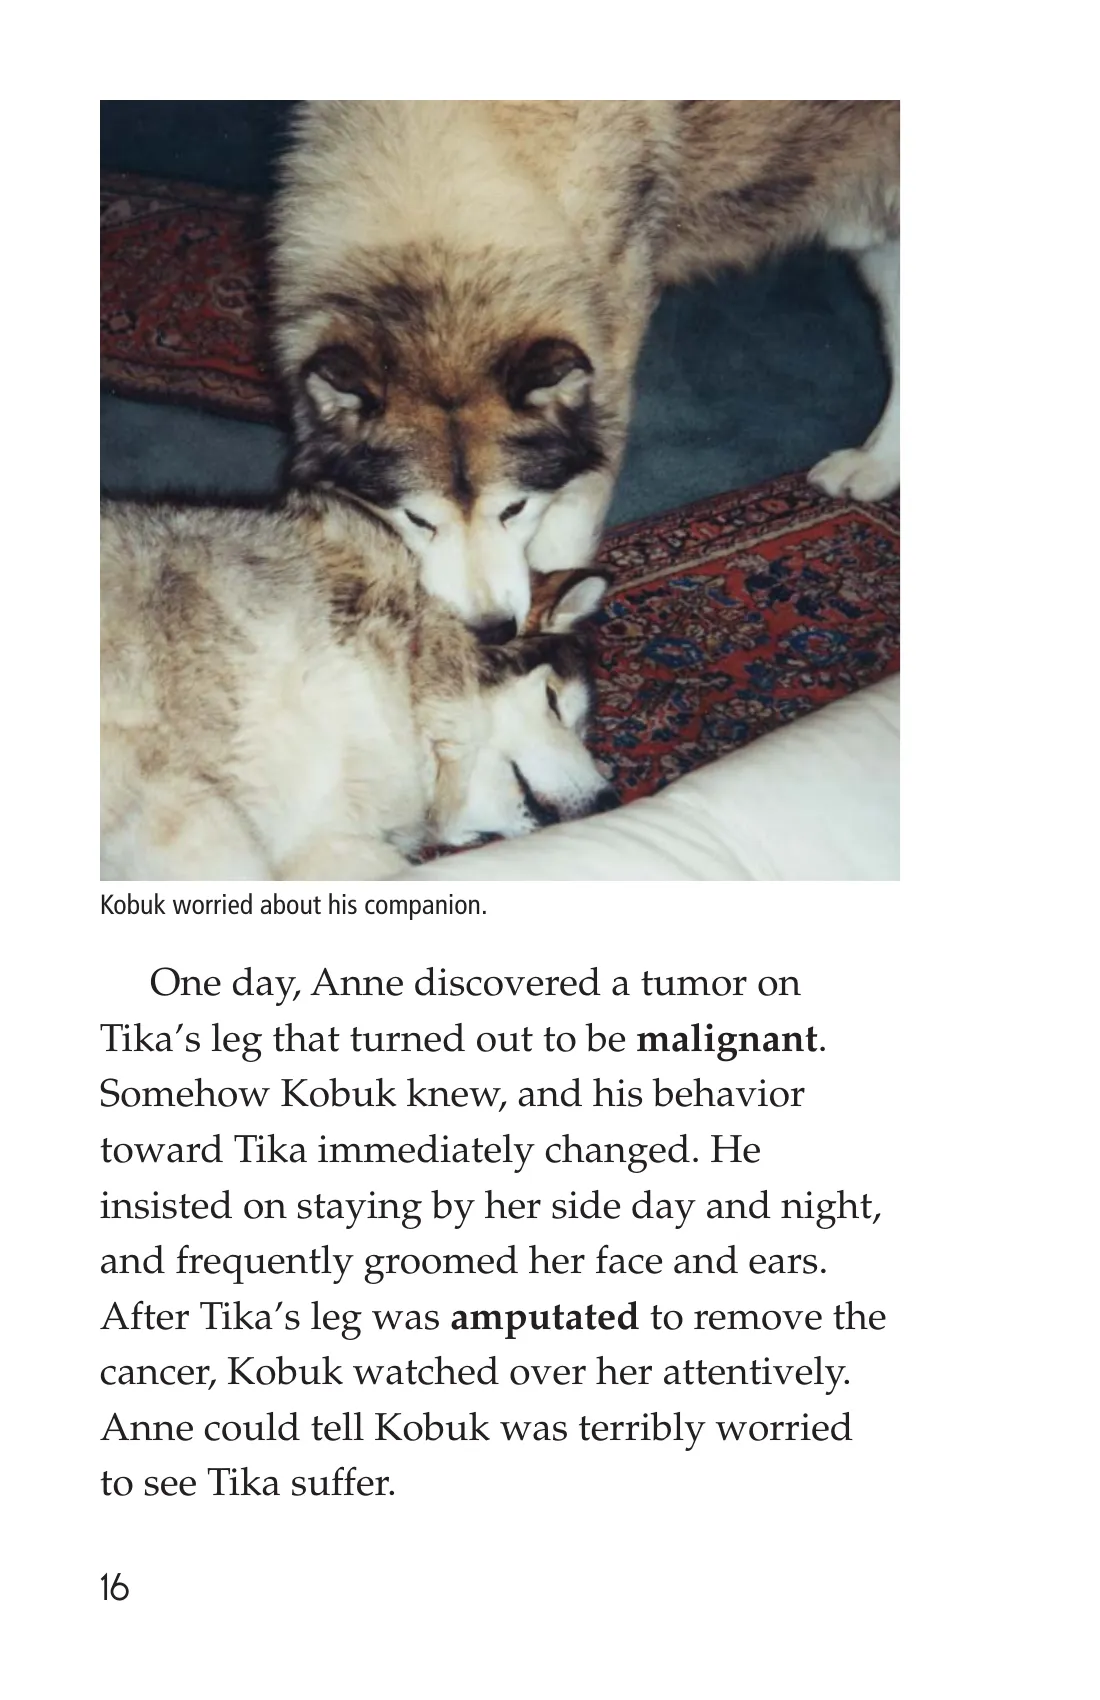 Kobuk worried about his companion.
One day, Anne discovered a tumor on
Tika’s leg that turned out to be malignant.
Somehow Kobuk knew, and his behavior
toward Tika immediately changed. He
insisted on staying by her side day and night,
and frequently groomed her face and ears.
After Tika’s leg was amputated to remove the
cancer, Kobuk watched over her attentively.
Anne could tell Kobuk was terribly worried
to see Tika suffer.
16